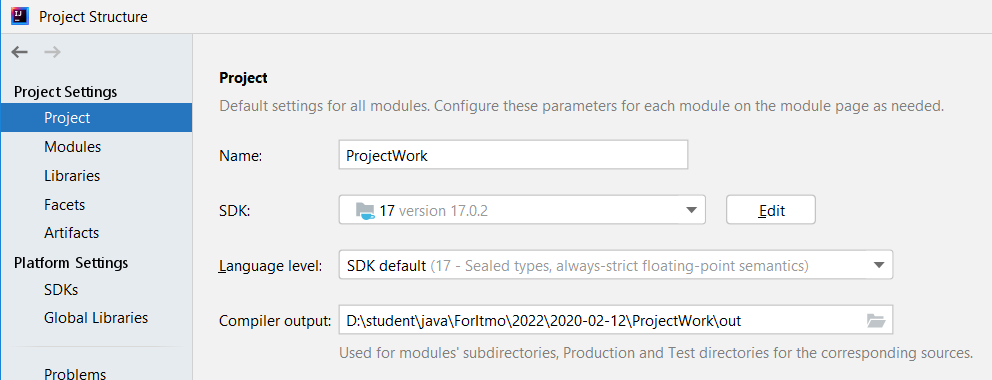 Project Structure
Project Settings
Project
Modules
Libraries
Facets
Artifacts
Platform Settings
SDKs
Global Libraries
Problems
Project
Default settings for all modules. Configure these parameters for each module on the module page as needed.
Name: ProjectWork
SDK: 17 version 17.0.2 Edit
Language level: SDK default (17 - Sealed types, always-strict floating-point semantics)
Compiler output: D:\student\java\ForItmo\2022\2020-02-12\ProjectWork\out
Used for modules' subdirectories, Production and Test directories for the corresponding sources.